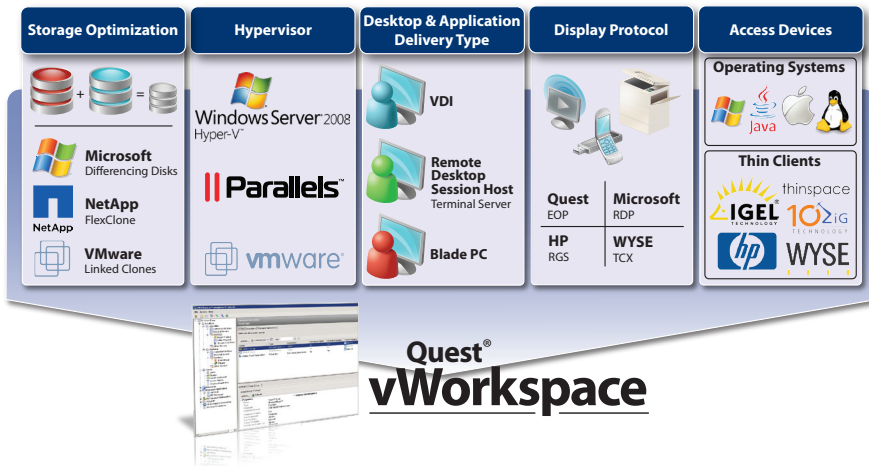 Storage Optimization
+ =
Microsoft
Differencing Disks
NetApp
NetApp
FlexClone
VMware
Linked Clones
Hypervisor
Windows Server 2008
Hyper-V™
Parallels™
vmware®
Desktop & Application
Delivery Type
VDI
Remote
Desktop
Session Host
Terminal Server
Blade PC
Display Protocol
Quest
EOP
Microsoft
RDP
HP
RGS
WYSE
TCX
Access Devices
Operating Systems
Java
Thin Clients
IGEL®
TECHNOLOGY
thinspace
10ZiG
TECHNOLOGY
hp
WYSE
Quest®
vWorkspace